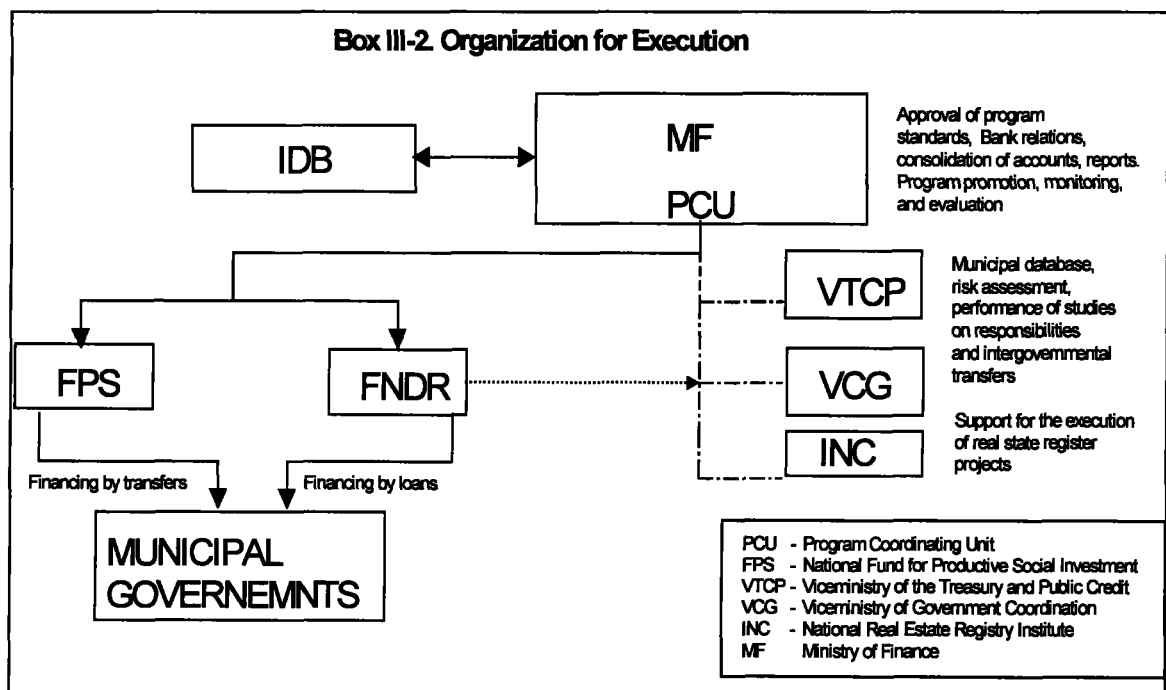 Box III-2. Organization for Execution
IDB
MF
PCU
Approval of program
standards, Bank relations,
consolidation of accounts, reports.
Program promotion, monitoring,
and evaluation
VTCP
Municipal database,
risk assessment,
performance of studies
on responsibilities
and intergovernmental
transfers
FPS
FNDR
VCG
INC
Support for the execution
of real state register
projects
Financing by transfers
Financing by loans
MUNICIPAL
GOVERNEMNTS
PCU - Program Coordinating Unit
FPS - National Fund for Productive Social Investment
VTCP - Viceministry of the Treasury and Public Credit
VCG - Viceministry of Government Coordination
INC - National Real Estate Registry Institute
MF Ministry of Finance